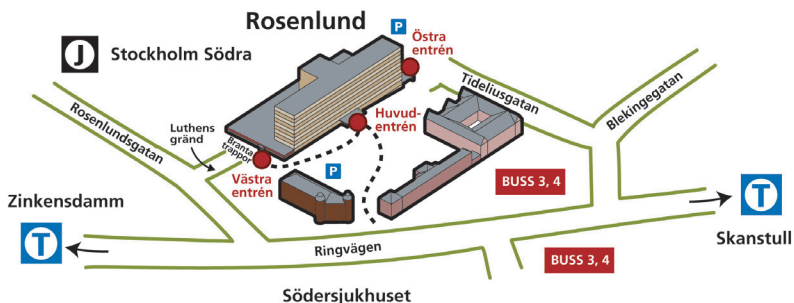 Rosenlund
P
Östra
entrén
J
Stockholm Södra
Tideliusgatan
Blekingegatan
Rosenlundsgatan
Luthens
gränd
Branta
trappor
Huvud-
entrén
Västra
entrén
P
BUSS 3, 4
Zinkensdamm
T
T
Skanstull
Ringvägen
BUSS 3, 4
Södersjukhuset